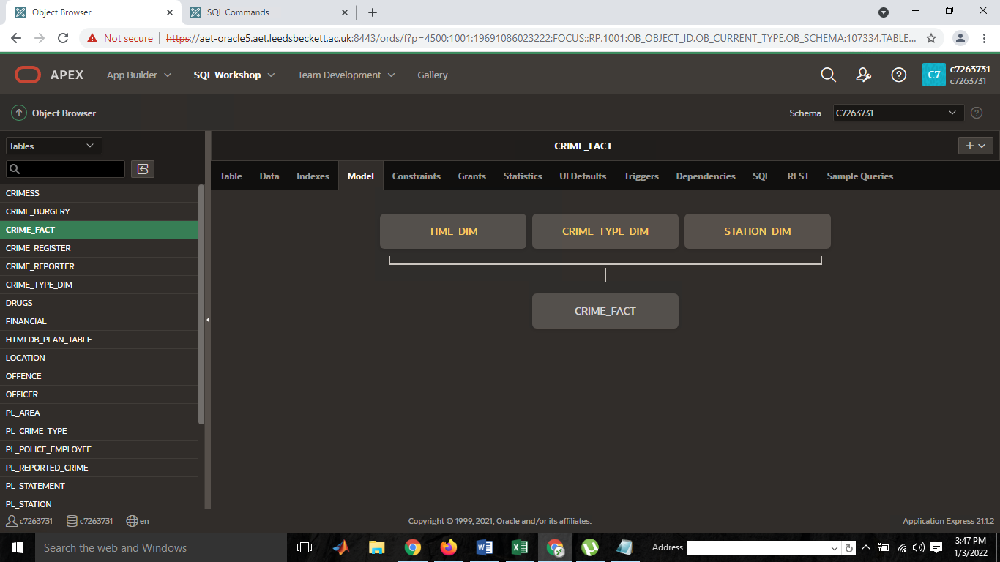 Object Browser
SQL Commands
Not secure
https://aet-oracle5.aet.leedsbeckett.ac.uk:8443/ords/f?p=4500:1001:19691086023222:FOCUS::RP,1001:OB_OBJECT_ID,OB_CURRENT_TYPE,OB_SCHEMA:107334,TABLE...
APEX
App Builder
SQL Workshop
Team Development
Gallery
C7
c7263731
c7263731
Object Browser
Schema
C7263731
Tables
CRIME_FACT
Table
Data
Indexes
Model
Constraints
Grants
Statistics
UI Defaults
Triggers
Dependencies
SQL
REST
Sample Queries
CRIMESS
CRIME_BURGLRY
CRIME_FACT
CRIME_REGISTER
CRIME_REPORTER
CRIME_TYPE_DIM
DRUGS
FINANCIAL
HTMLDB_PLAN_TABLE
LOCATION
OFFENCE
OFFICER
PL_AREA
PL_CRIME_TYPE
PL_POLICE_EMPLOYEE
PL_REPORTED_CRIME
PL_STATEMENT
PL_STATION
TIME_DIM
CRIME_TYPE_DIM
STATION_DIM
CRIME_FACT
c7263731
c7263731
en
Copyright © 1999, 2021, Oracle and/or its affiliates.
Application Express 21.1.2
Search the web and Windows
Address
3:47 PM
1/3/2022